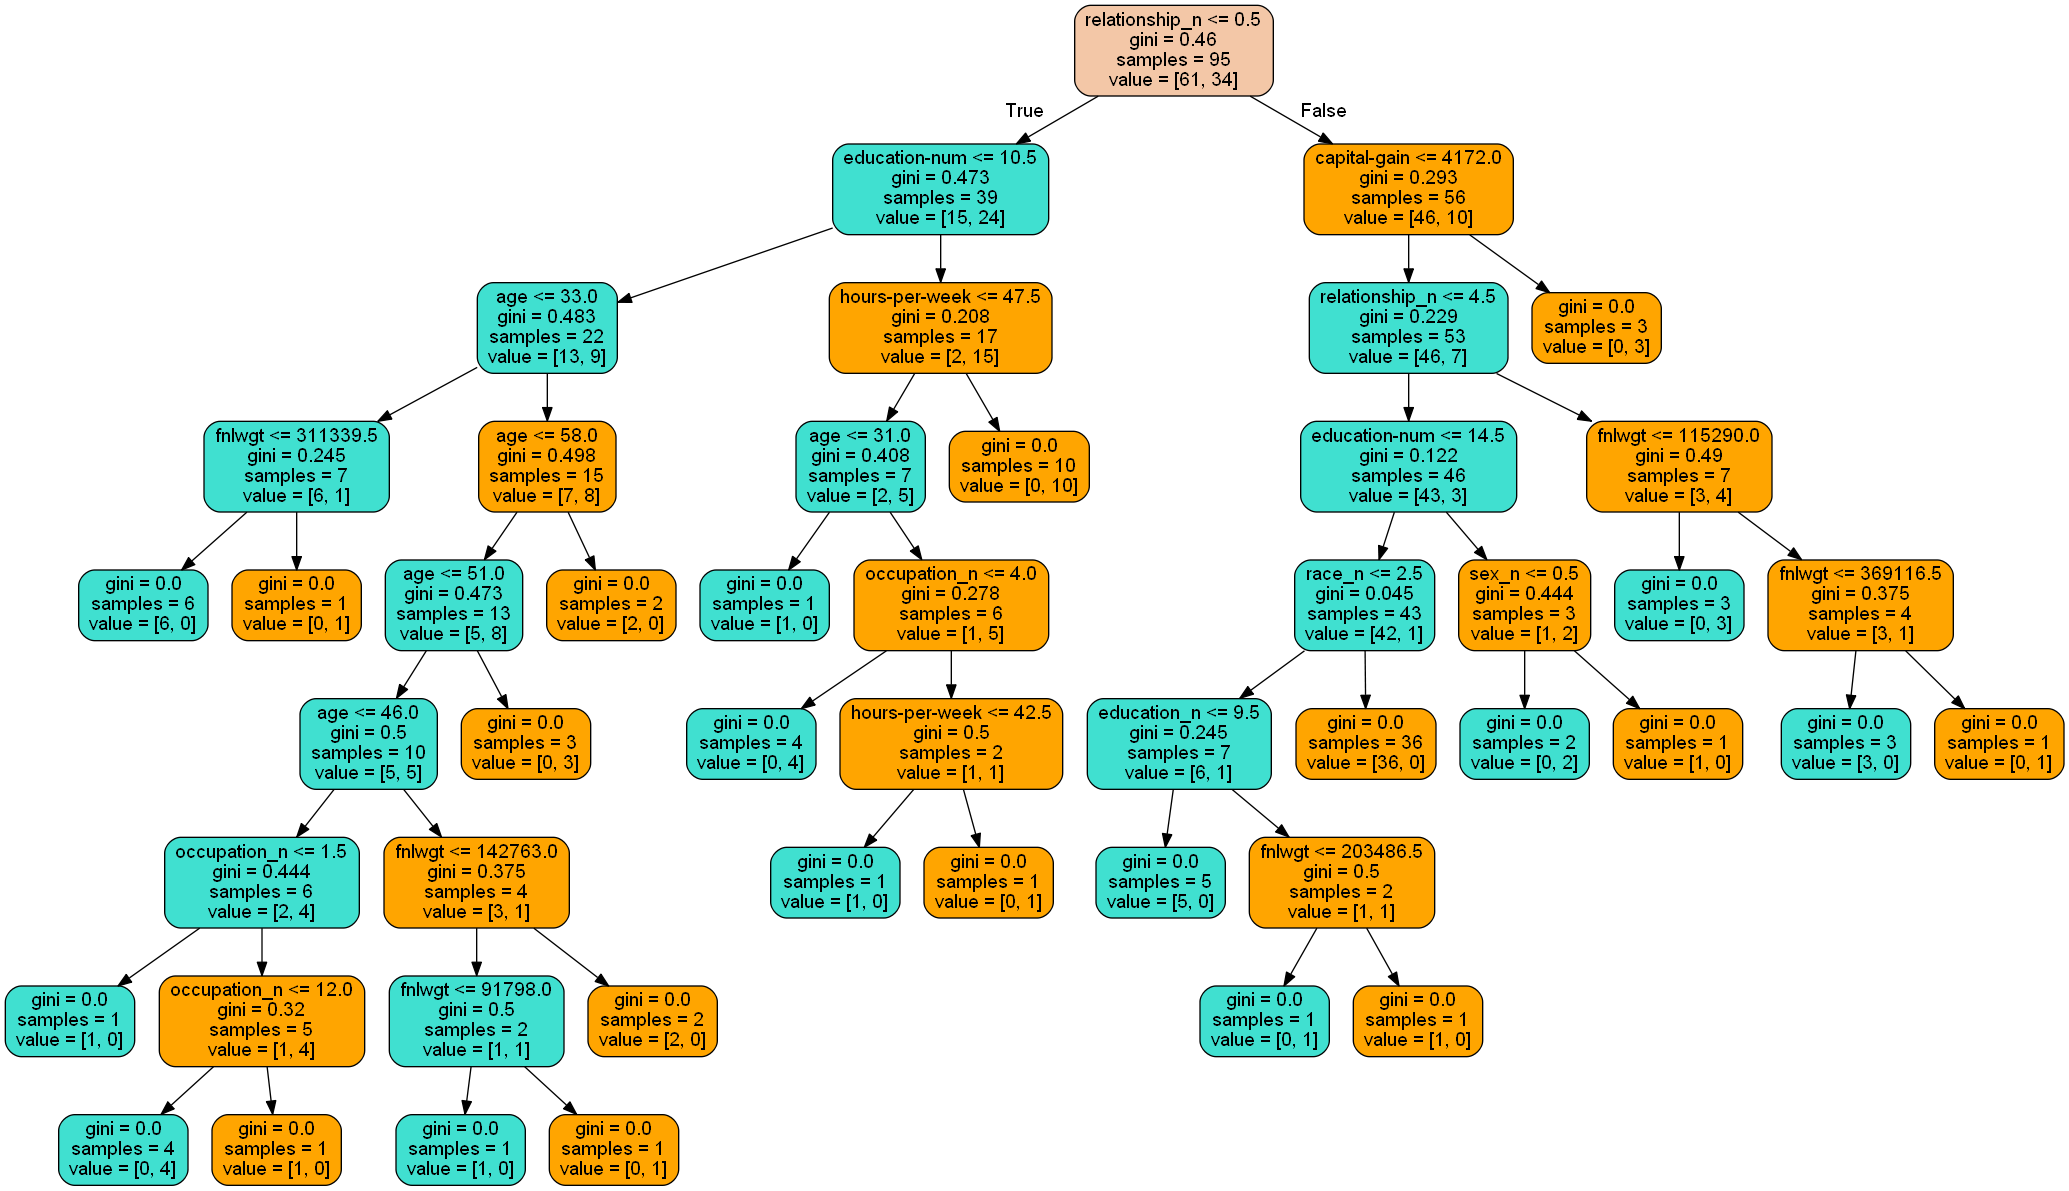 relationship_n <= 0.5
gini = 0.46
samples = 95
value = [61, 34]
True
False
education-num <= 10.5
gini = 0.473
samples = 39
value = [15, 24]
capital-gain <= 4172.0
gini = 0.293
samples = 56
value = [46, 10]
age <= 33.0
gini = 0.483
samples = 22
value = [13, 9]
hours-per-week <= 47.5
gini = 0.208
samples = 17
value = [2, 15]
relationship_n <= 4.5
gini = 0.229
samples = 53
value = [46, 7]
gini = 0.0
samples = 3
value = [0, 3]
fnlwgt <= 311339.5
gini = 0.245
samples = 7
value = [6, 1]
age <= 58.0
gini = 0.498
samples = 15
value = [7, 8]
age <= 31.0
gini = 0.408
samples = 7
value = [2, 5]
gini = 0.0
samples = 10
value = [0, 10]
education-num <= 14.5
gini = 0.122
samples = 46
value = [43, 3]
fnlwgt <= 115290.0
gini = 0.49
samples = 7
value = [3, 4]
gini = 0.0
samples = 6
value = [6, 0]
gini = 0.0
samples = 1
value = [0, 1]
age <= 51.0
gini = 0.473
samples = 13
value = [5, 8]
gini = 0.0
samples = 2
value = [2, 0]
gini = 0.0
samples = 1
value = [1, 0]
occupation_n <= 4.0
gini = 0.278
samples = 6
value = [1, 5]
race_n <= 2.5
gini = 0.045
samples = 43
value = [42, 1]
sex_n <= 0.5
gini = 0.444
samples = 3
value = [1, 2]
gini = 0.0
samples = 3
value = [0, 3]
fnlwgt <= 369116.5
gini = 0.375
samples = 4
value = [3, 1]
age <= 46.0
gini = 0.5
samples = 10
value = [5, 5]
gini = 0.0
samples = 3
value = [0, 3]
gini = 0.0
samples = 4
value = [0, 4]
hours-per-week <= 42.5
gini = 0.5
samples = 2
value = [1, 1]
education_n <= 9.5
gini = 0.245
samples = 7
value = [6, 1]
gini = 0.0
samples = 36
value = [36, 0]
gini = 0.0
samples = 2
value = [0, 2]
gini = 0.0
samples = 1
value = [1, 0]
gini = 0.0
samples = 3
value = [3, 0]
gini = 0.0
samples = 1
value = [0, 1]
occupation_n <= 1.5
gini = 0.444
samples = 6
value = [2, 4]
fnlwgt <= 142763.0
gini = 0.375
samples = 4
value = [3, 1]
gini = 0.0
samples = 1
value = [1, 0]
gini = 0.0
samples = 1
value = [0, 1]
gini = 0.0
samples = 5
value = [5, 0]
fnlwgt <= 203486.5
gini = 0.5
samples = 2
value = [1, 1]
gini = 0.0
samples = 1
value = [1, 0]
occupation_n <= 12.0
gini = 0.32
samples = 5
value = [1, 4]
fnlwgt <= 91798.0
gini = 0.5
samples = 2
value = [1, 1]
gini = 0.0
samples = 2
value = [2, 0]
gini = 0.0
samples = 1
value = [0, 1]
gini = 0.0
samples = 1
value = [1, 0]
gini = 0.0
samples = 4
value = [0, 4]
gini = 0.0
samples = 1
value = [1, 0]
gini = 0.0
samples = 1
value = [1, 0]
gini = 0.0
samples = 1
value = [0, 1]